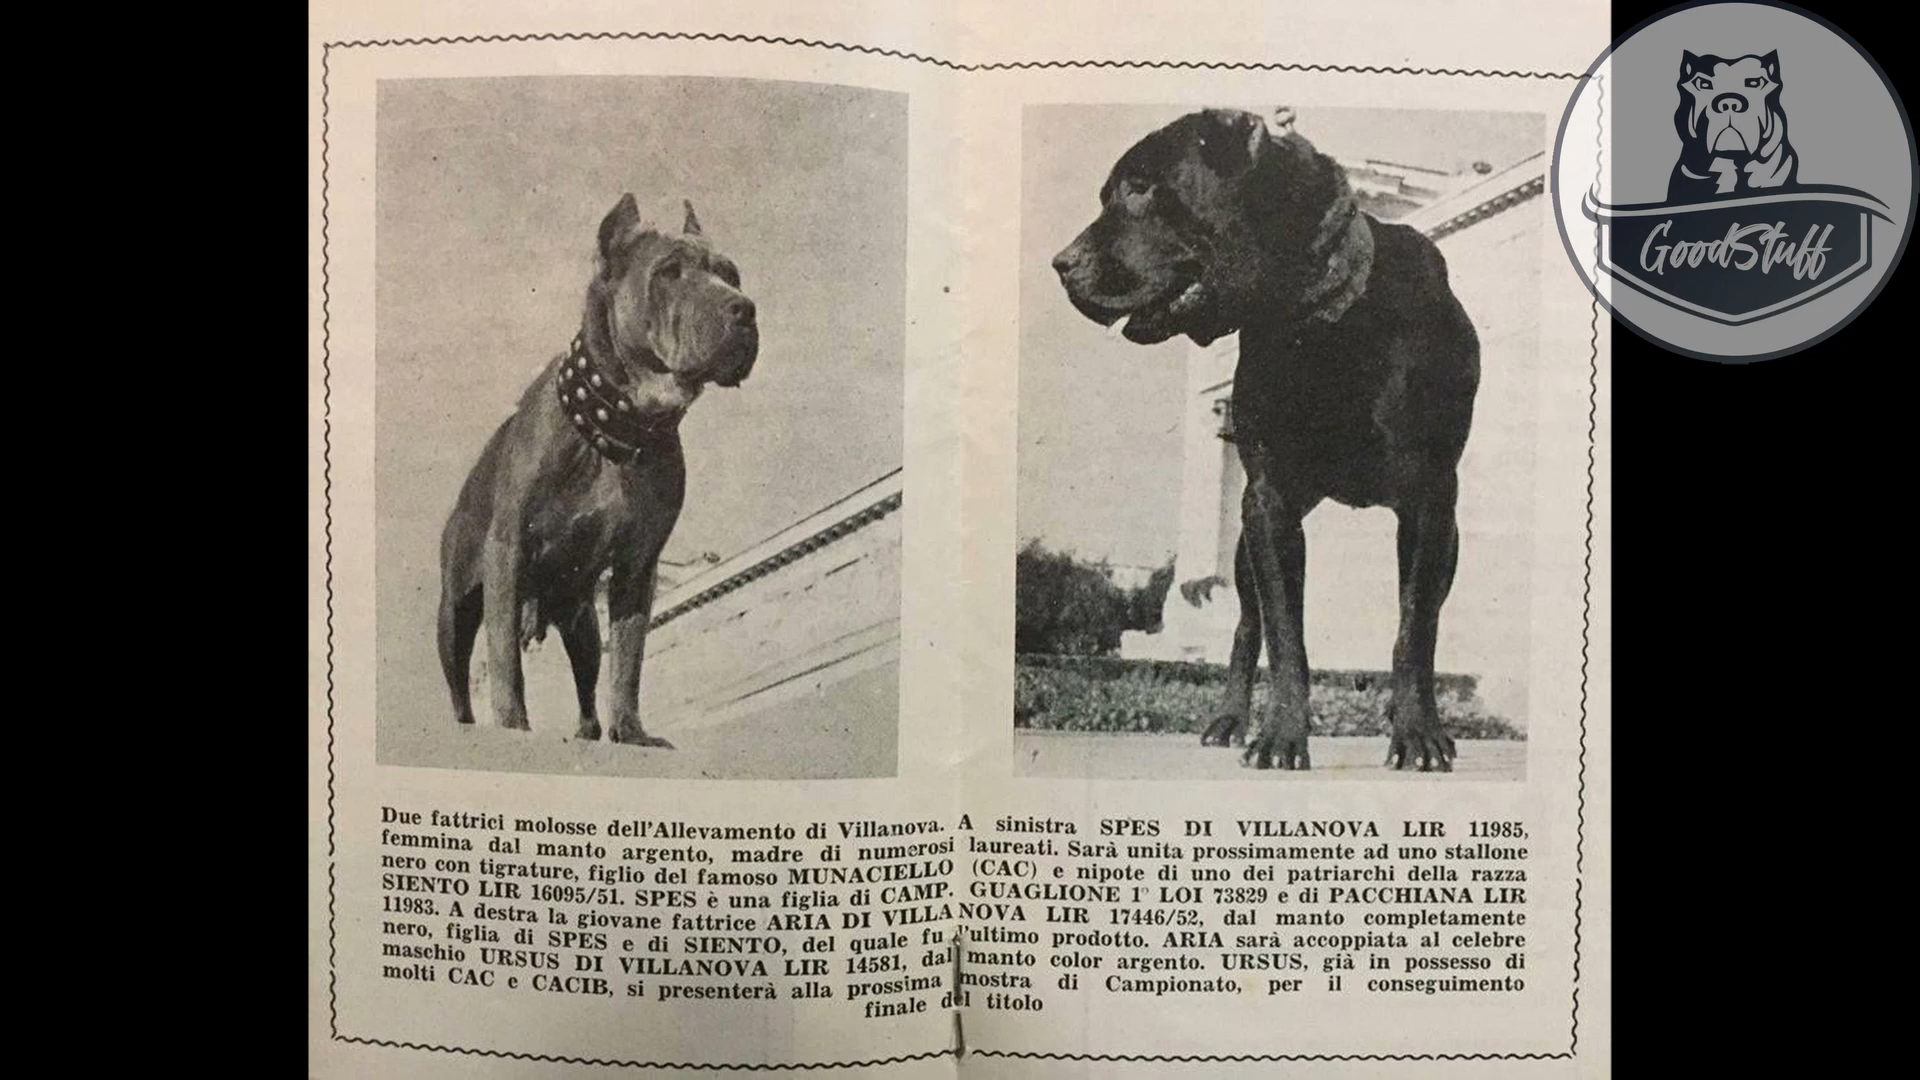 GoodStuff
Due fattrici molosse dell'Allevamento di Villanova. A sinistra SPES DI VILLANOVA LIR 11985,
femmina dal manto argento, madre di numerosi laureati. Sarà unita prossimamente ad uno stallone
nero con tigrature, figlio del famoso MUNACIELLO (CAC) e nipote di uno dei patriarchi della razza
SIENTO LIR 16095/51. SPES è una figlia di CAMP. GUAGLIONE 1° LOI 73829 e di PACCHIANA LIR
11983. A destra la giovane fattrice ARIA DI VILLANOVA LIR 17446/52, dal manto completamente
nero, figlia di SPES e di SIENTO, del quale fu l'ultimo prodotto. ARIA sarà accoppiata al celebre
maschio URSUS DI VILLANOVA LIR 14581, dal manto color argento. URSUS, già in possesso di
molti CAC e CACIB, si presenterà alla prossima mostra di Campionato, per il conseguimento
finale del titolo